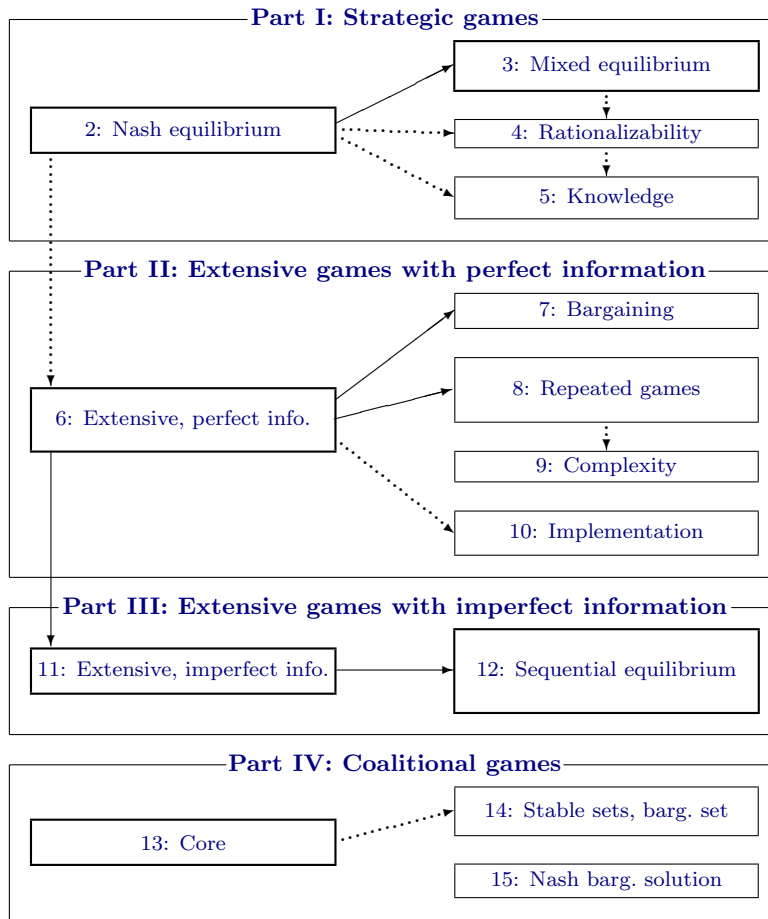 Part I: Strategic games
3: Mixed equilibrium
2: Nash equilibrium
4: Rationalizability
5: Knowledge
Part II: Extensive games with perfect information
7: Bargaining
8: Repeated games
6: Extensive, perfect info.
9: Complexity
10: Implementation
Part III: Extensive games with imperfect information
11: Extensive, imperfect info.
12: Sequential equilibrium
Part IV: Coalitional games
14: Stable sets, barg. set
13: Core
15: Nash barg. solution